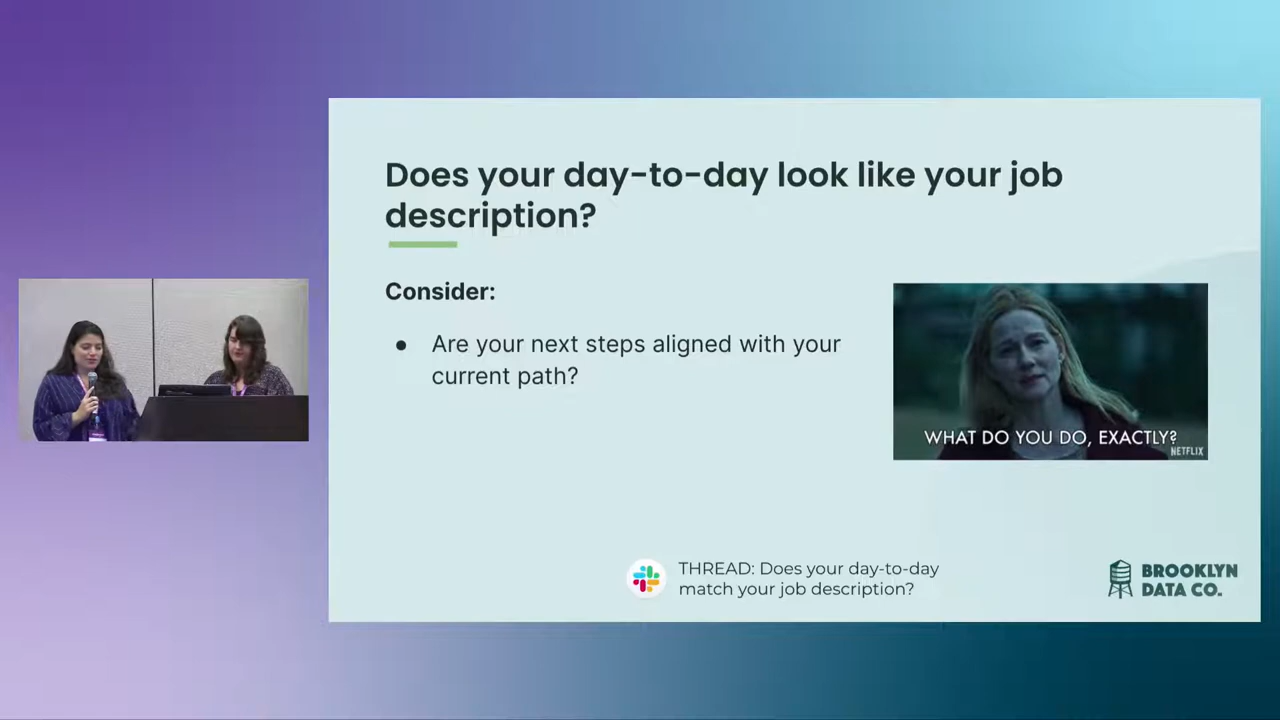 Does your day-to-day look like your job
description?
Consider:
● Are your next steps aligned with your
current path?
WHAT DO YOU DO, EXACTLY?
NETFLIX
THREAD: Does your day-to-day
match your job description?
BROOKLYN
DATA CO.